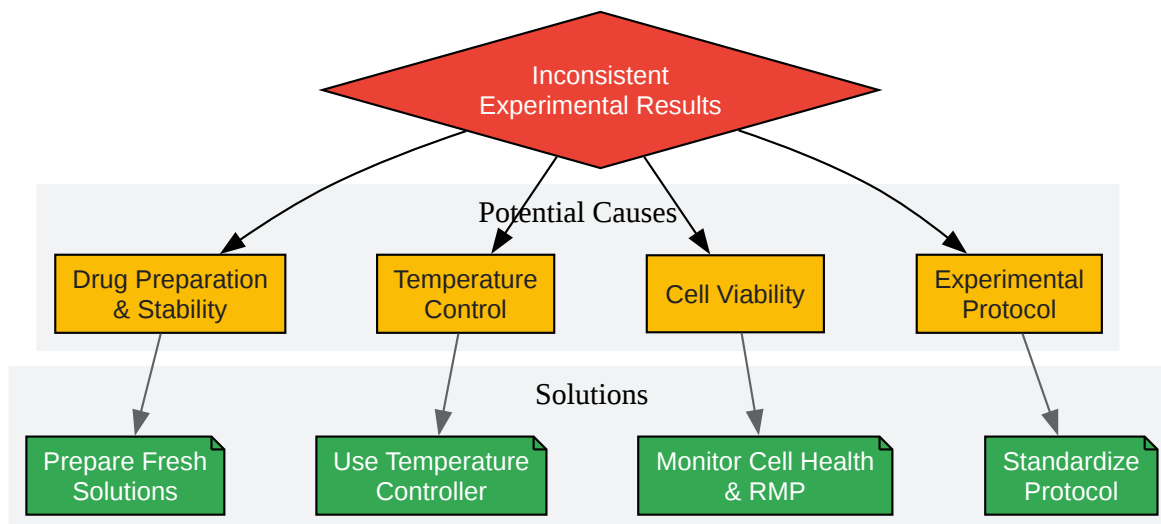 Inconsistent
Experimental Results
Potential Causes
Drug Preparation
& Stability
Temperature
Control
Cell Viability
Experimental
Protocol
Solutions
Prepare Fresh
Solutions
Use Temperature
Controller
Monitor Cell Health
& RMP
Standardize
Protocol